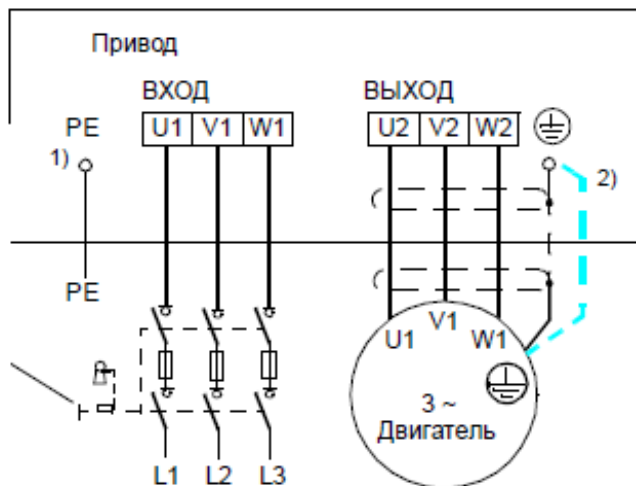 Привод
ВХОД
ВЫХОД
PE
U1 V1 W1
U2 V2 W2
1)
2)
PE
U1 V1 W1
3 ~
Двигатель
L1 L2 L3